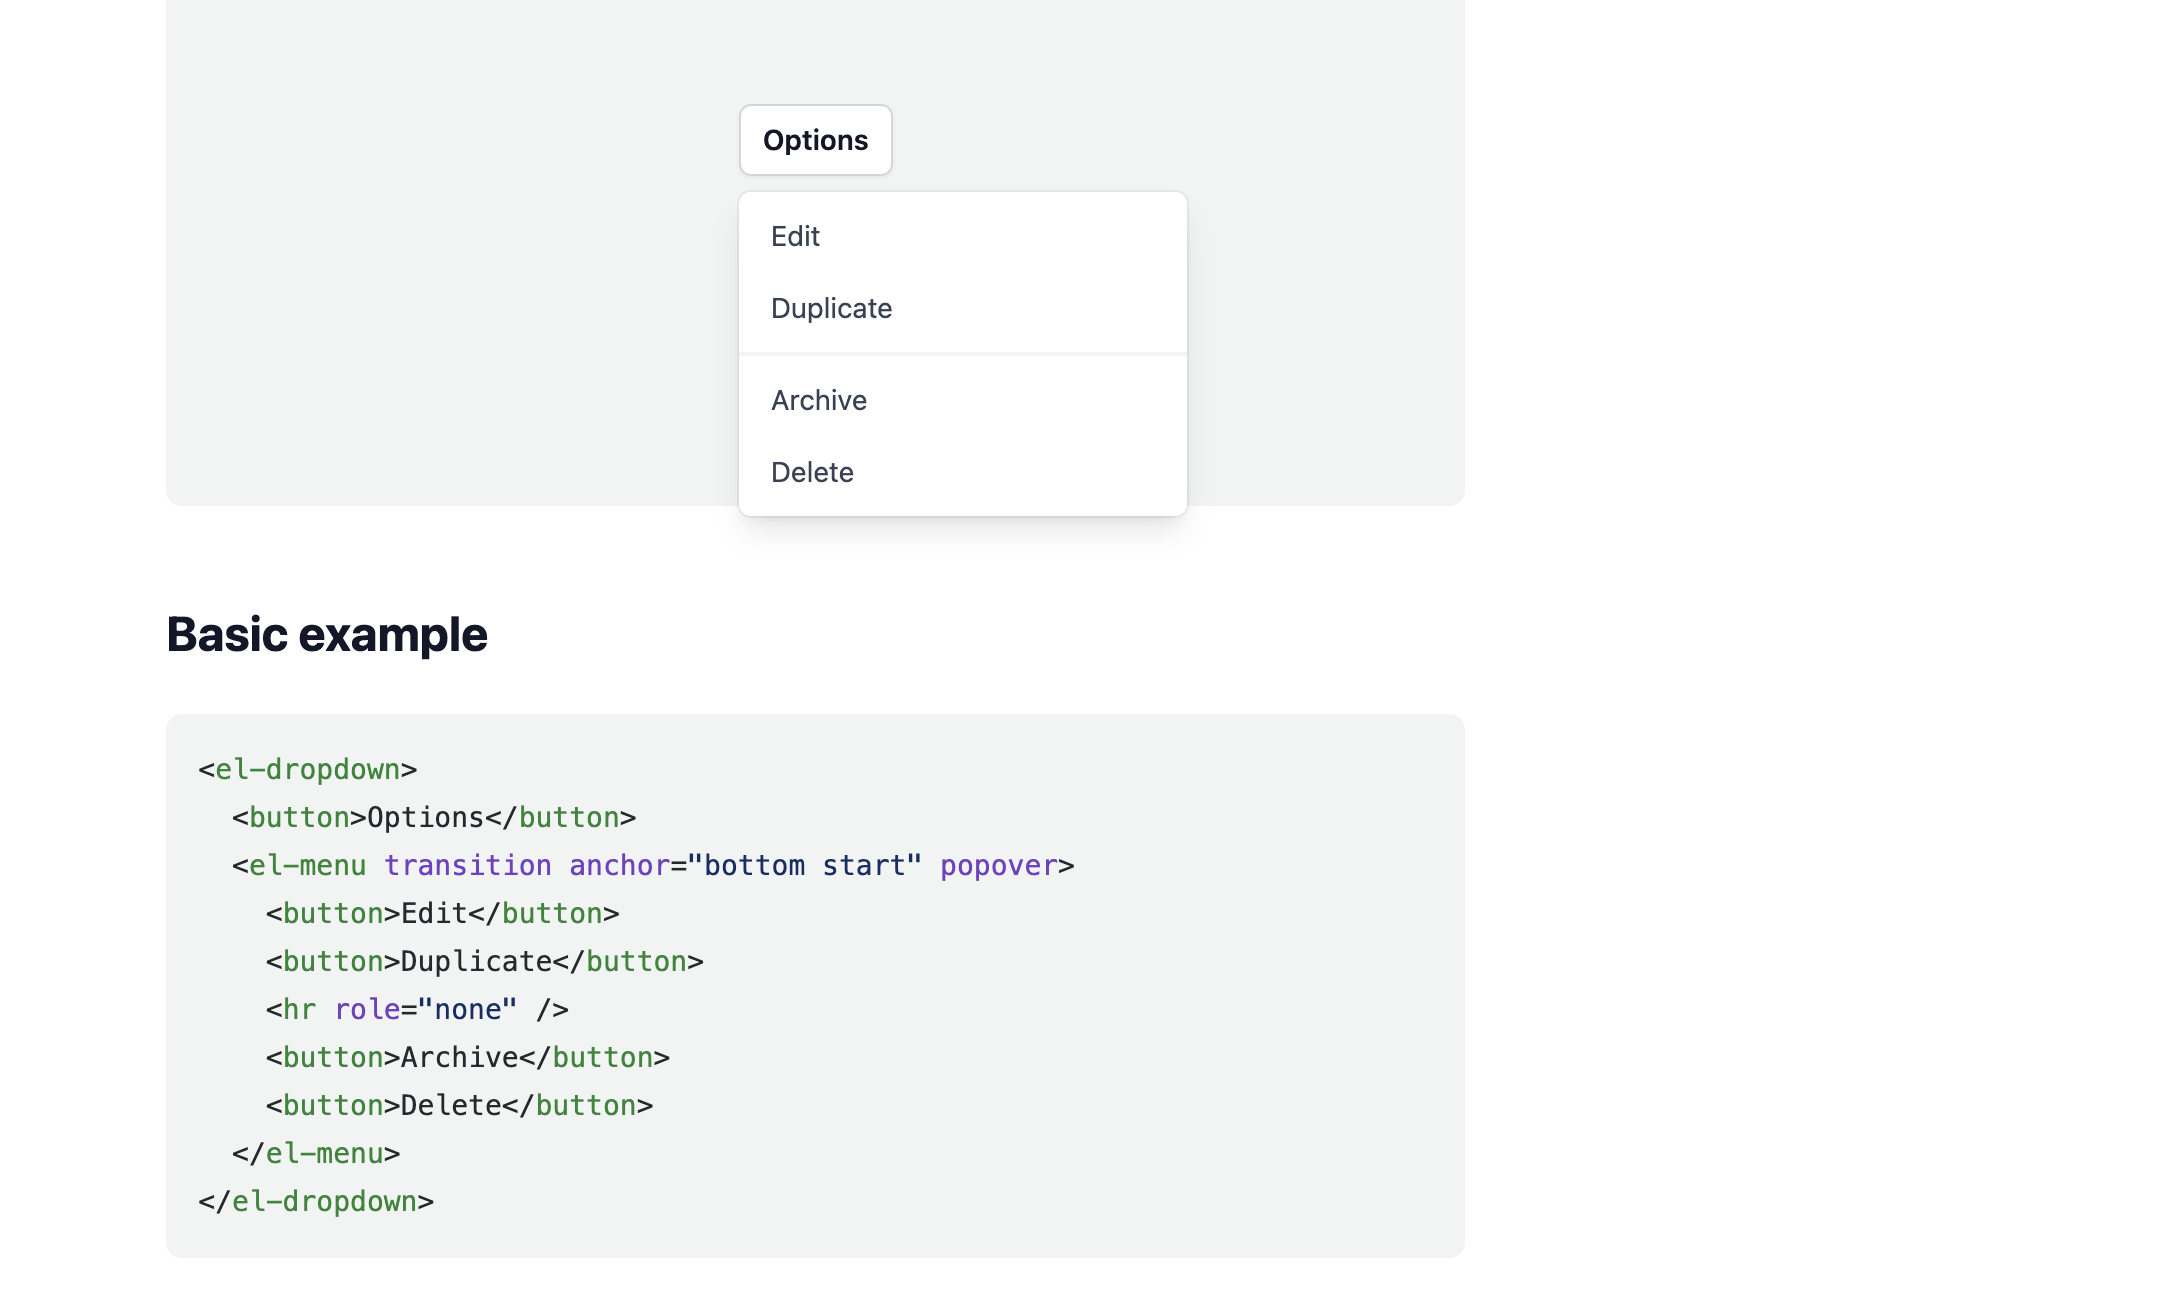 Options
Edit
Duplicate
Archive
Delete
Basic example
<el-dropdown>
  <button>Options</button>
  <el-menu transition anchor="bottom start" popover>
    <button>Edit</button>
    <button>Duplicate</button>
    <hr role="none" />
    <button>Archive</button>
    <button>Delete</button>
  </el-menu>
</el-dropdown>